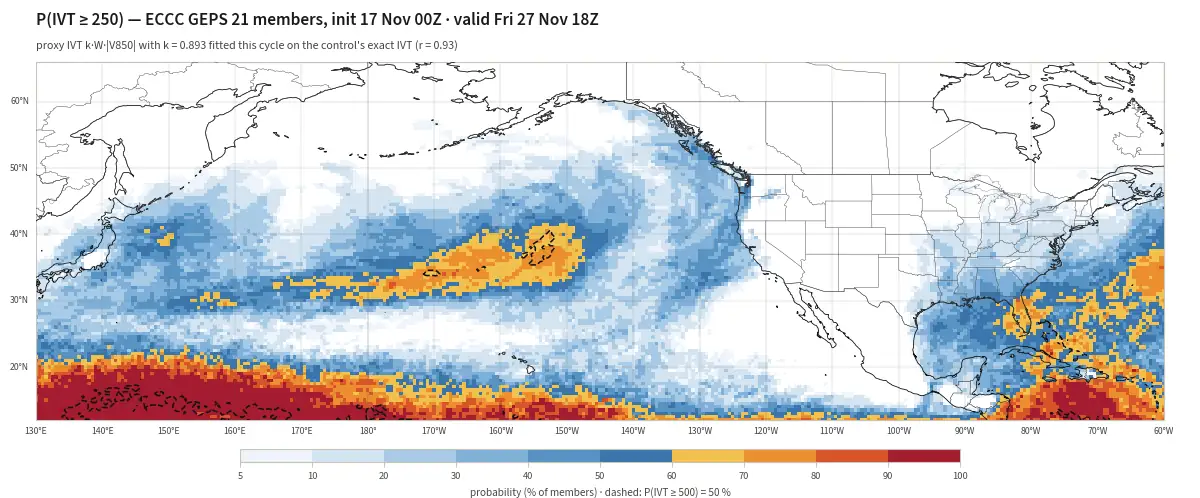 P(IVT ≥ 250) — ECCC GEPS 21 members, init 17 Nov 00Z · valid Fri 27 Nov 18Z
proxy IVT k·W·|V850| with k = 0.893 fitted this cycle on the control's exact IVT (r = 0.93)
60°N
50°N
40°N
30°N
20°N
130°E 140°E 150°E 160°E 170°E 180° 170°W 160°W 150°W 140°W 130°W 120°W 110°W 100°W 90°W 80°W 70°W 60°W
5 10 20 30 40 50 60 70 80 90 100
probability (% of members) · dashed: P(IVT ≥ 500) = 50 %